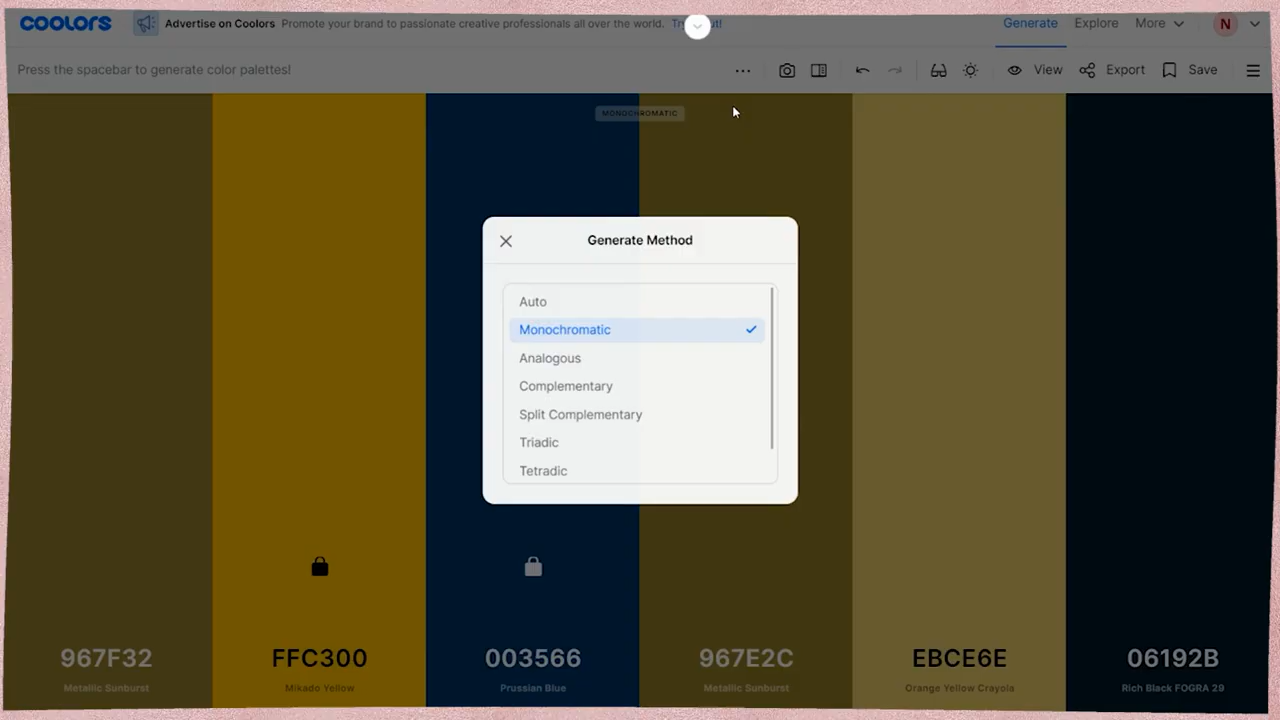 coolors
Advertise on Coolors Promote your brand to passionate creative professionals all over the world. Try
Generate
Explore
More
N
Press the spacebar to generate color palettes!
View
Export
Save
MONOCHROMATIC
Generate Method
Auto
Monochromatic
Analogous
Complementary
Split Complementary
Triadic
Tetradic
967F32
FFC300
003566
967E2C
EBCE6E
06192B
Metallic Sunburst
Mikado Yellow
Prussian Blue
Metallic Sunburst
Orange Yellow Crayola
Rich Black FOGRA 29